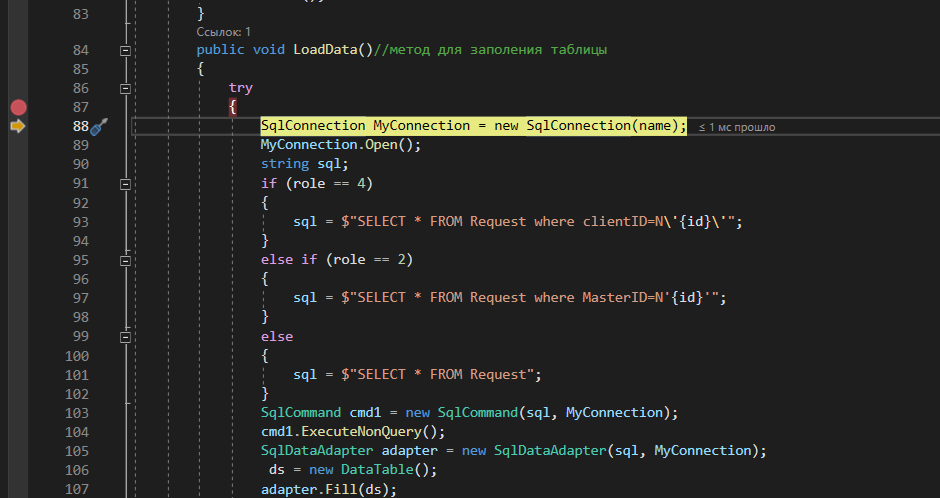 83 }
Ссылок: 1
84 public void LoadData()//метод для заполения таблицы
85 {
86 try
87 {
88 SqlConnection MyConnection = new SqlConnection(name); ≤ 1 мс прошло
89 MyConnection.Open();
90 string sql;
91 if (role == 4)
92 {
93 sql = $"SELECT * FROM Request where clientID=N\'{id}\'";
94 }
95 else if (role == 2)
96 {
97 sql = $"SELECT * FROM Request where MasterID=N'{id}'";
98 }
99 else
100 {
101 sql = $"SELECT * FROM Request";
102 }
103 SqlCommand cmd1 = new SqlCommand(sql, MyConnection);
104 cmd1.ExecuteNonQuery();
105 SqlDataAdapter adapter = new SqlDataAdapter(sql, MyConnection);
106 ds = new DataTable();
107 adapter.Fill(ds);